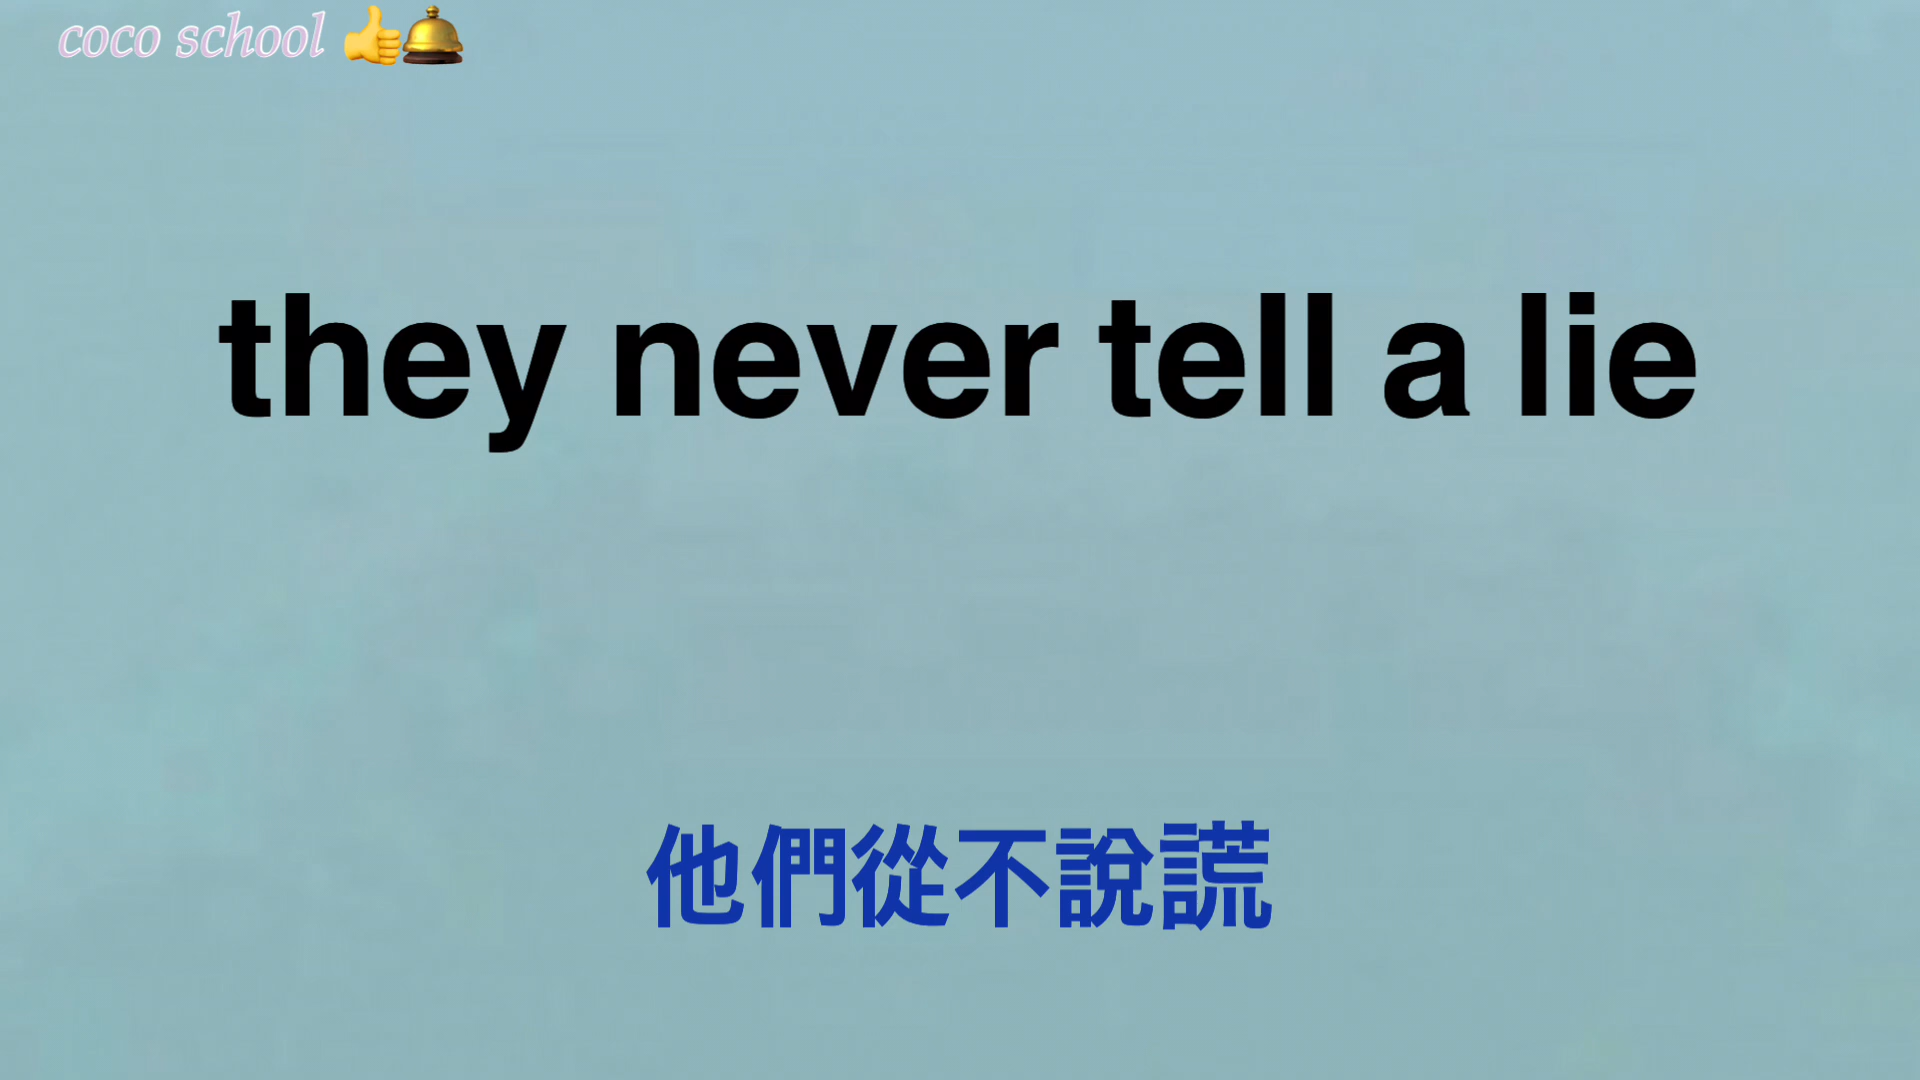 coco school 👍🛎️
they never tell a lie
他們從不說謊